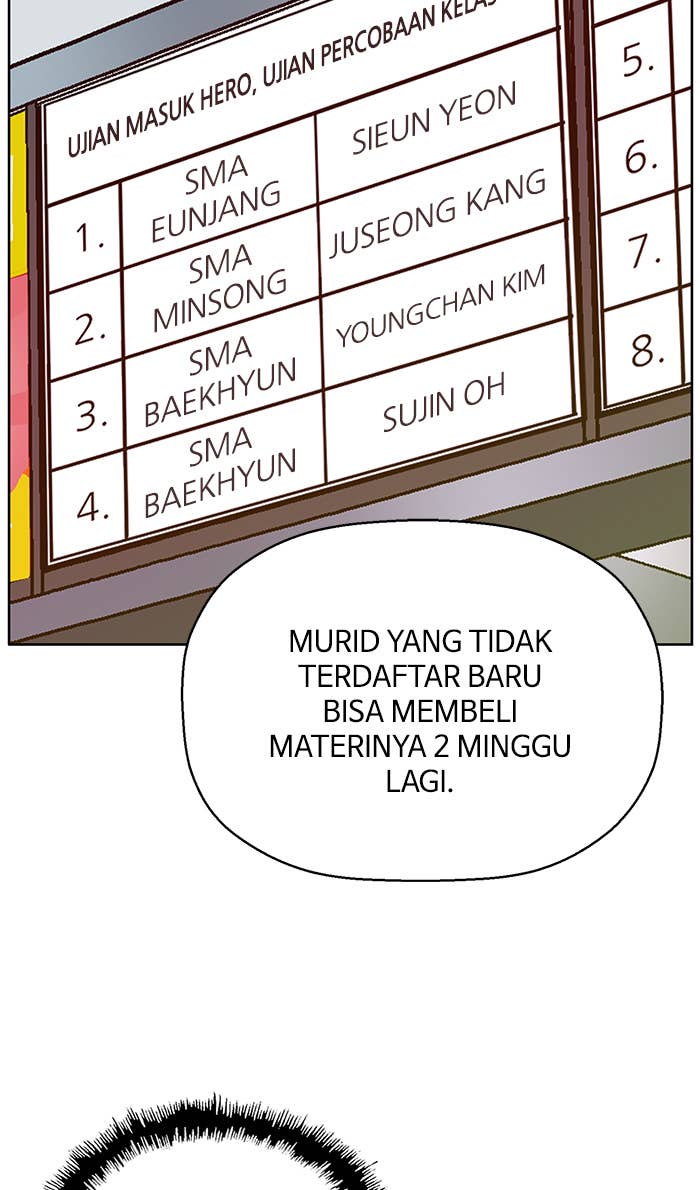 UJIAN MASUK HERO, UJIAN PERCOBAAN KELAS
1. SMA EUNJANG SIEUN YEON
2. SMA MINSONG JUSEONG KANG
3. SMA BAEKHYUN YOUNGCHAN KIM
4. SMA BAEKHYUN SUJIN OH
5.
6.
7.
8.
MURID YANG TIDAK
TERDAFTAR BARU
BISA MEMBELI
MATERINYA 2 MINGGU
LAGI.